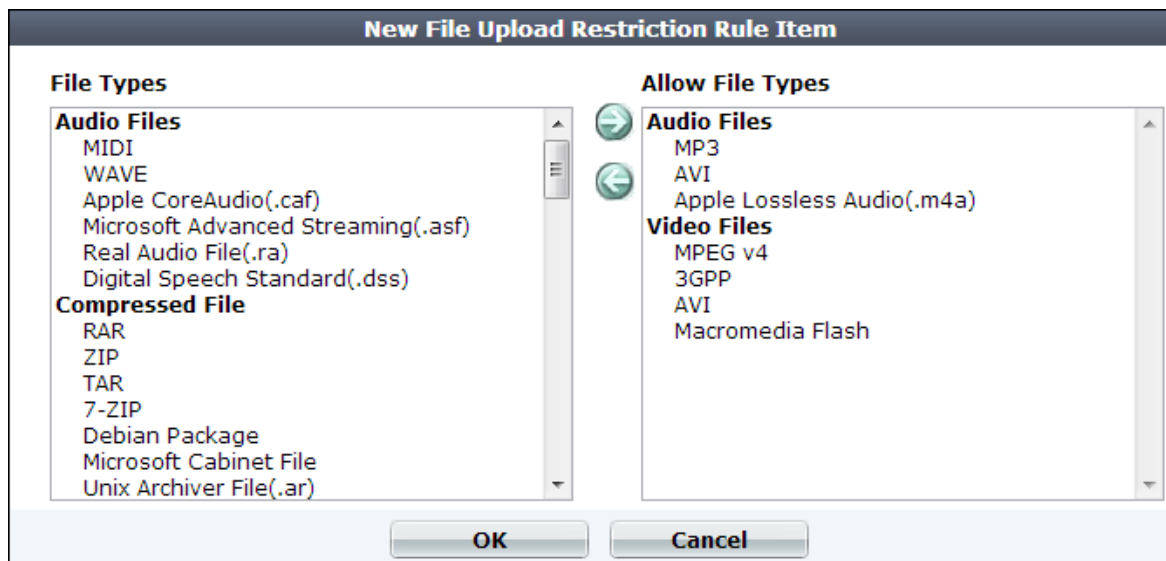 New File Upload Restriction Rule Item
File Types
Audio Files
MIDI
WAVE
Apple CoreAudio(.caf)
Microsoft Advanced Streaming(.asf)
Real Audio File(.ra)
Digital Speech Standard(.dss)
Compressed File
RAR
ZIP
TAR
7-ZIP
Debian Package
Microsoft Cabinet File
Unix Archiver File(.ar)
Allow File Types
Audio Files
MP3
AVI
Apple Lossless Audio(.m4a)
Video Files
MPEG v4
3GPP
AVI
Macromedia Flash
OK
Cancel